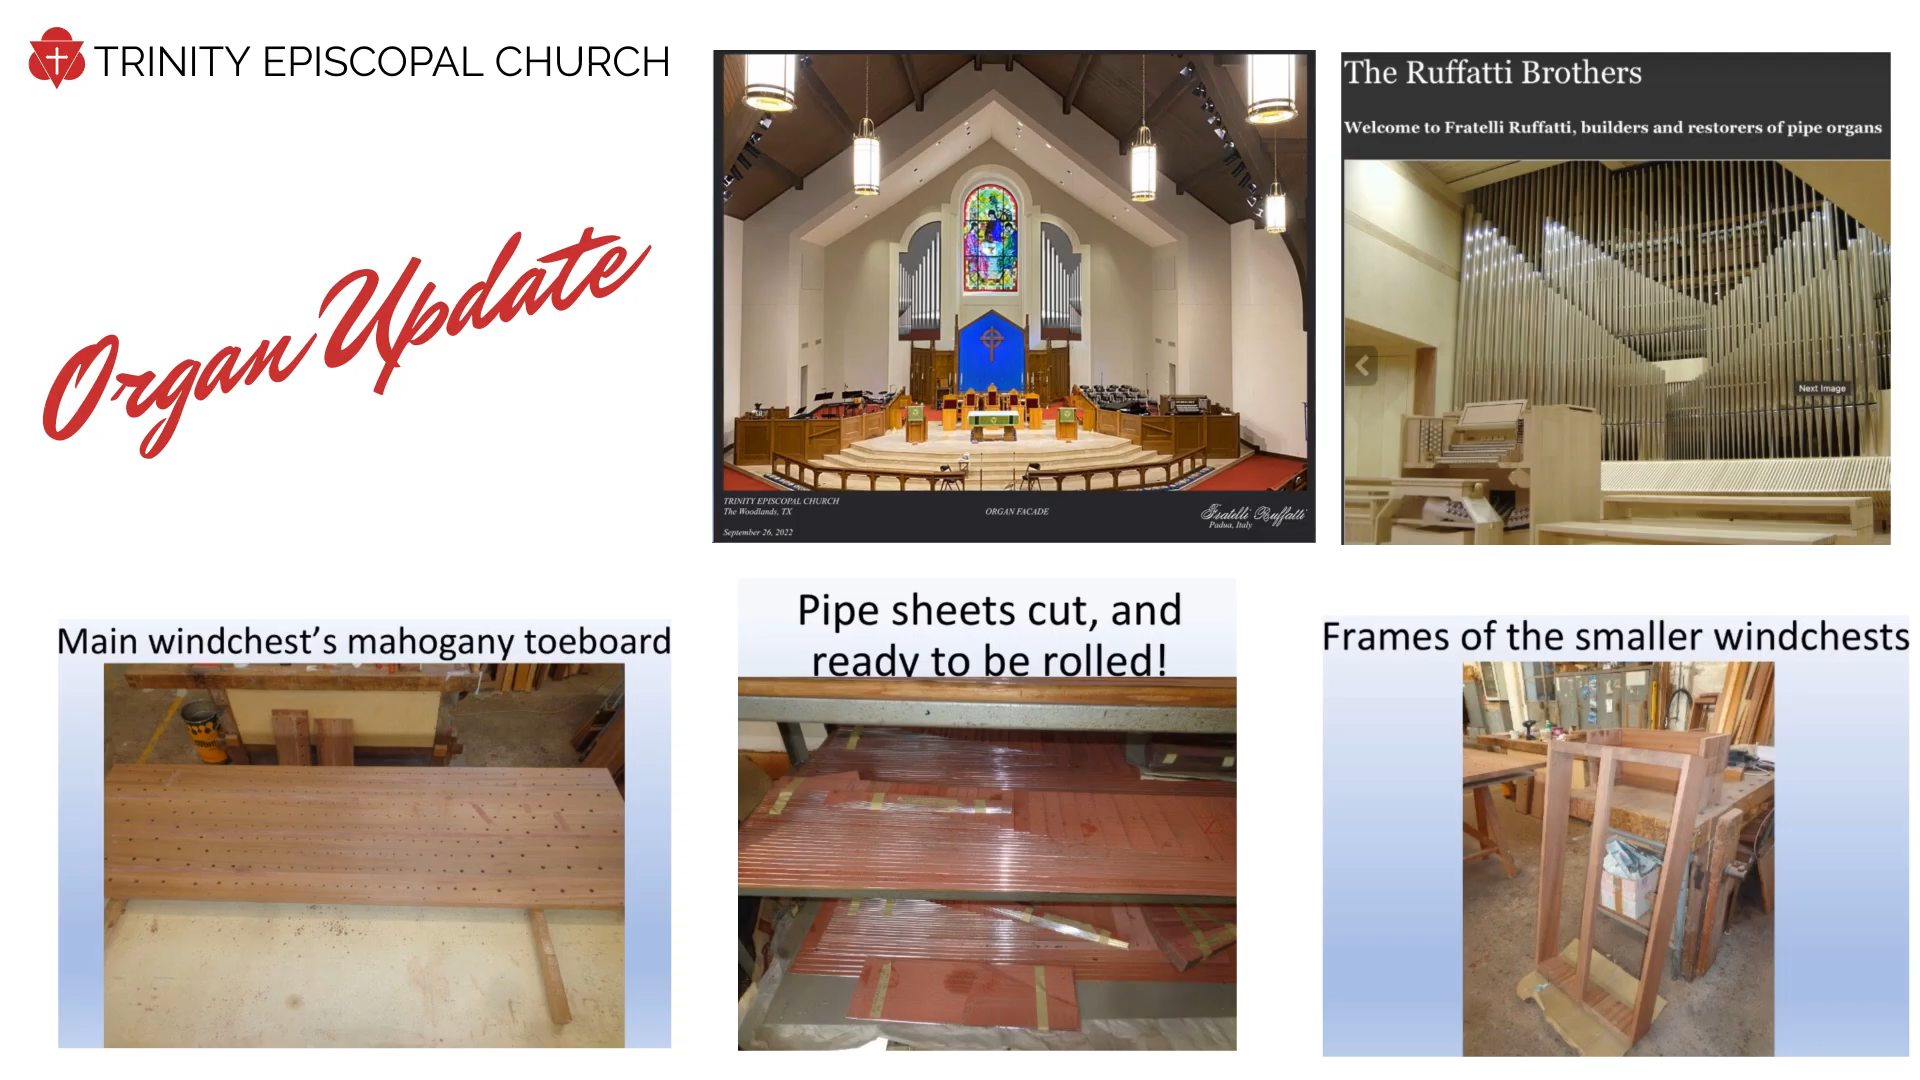 TRINITY EPISCOPAL CHURCH
Organ Update
TRINITY EPISCOPAL CHURCH
The Woodlands, TX
September 26, 2022
ORGAN FACADE
Fratelli Ruffatti
Padua, Italy
The Ruffatti Brothers
Welcome to Fratelli Ruffatti, builders and restorers of pipe organs
Next Image
Main windchest’s mahogany toeboard
Pipe sheets cut, and
ready to be rolled!
Frames of the smaller windchests